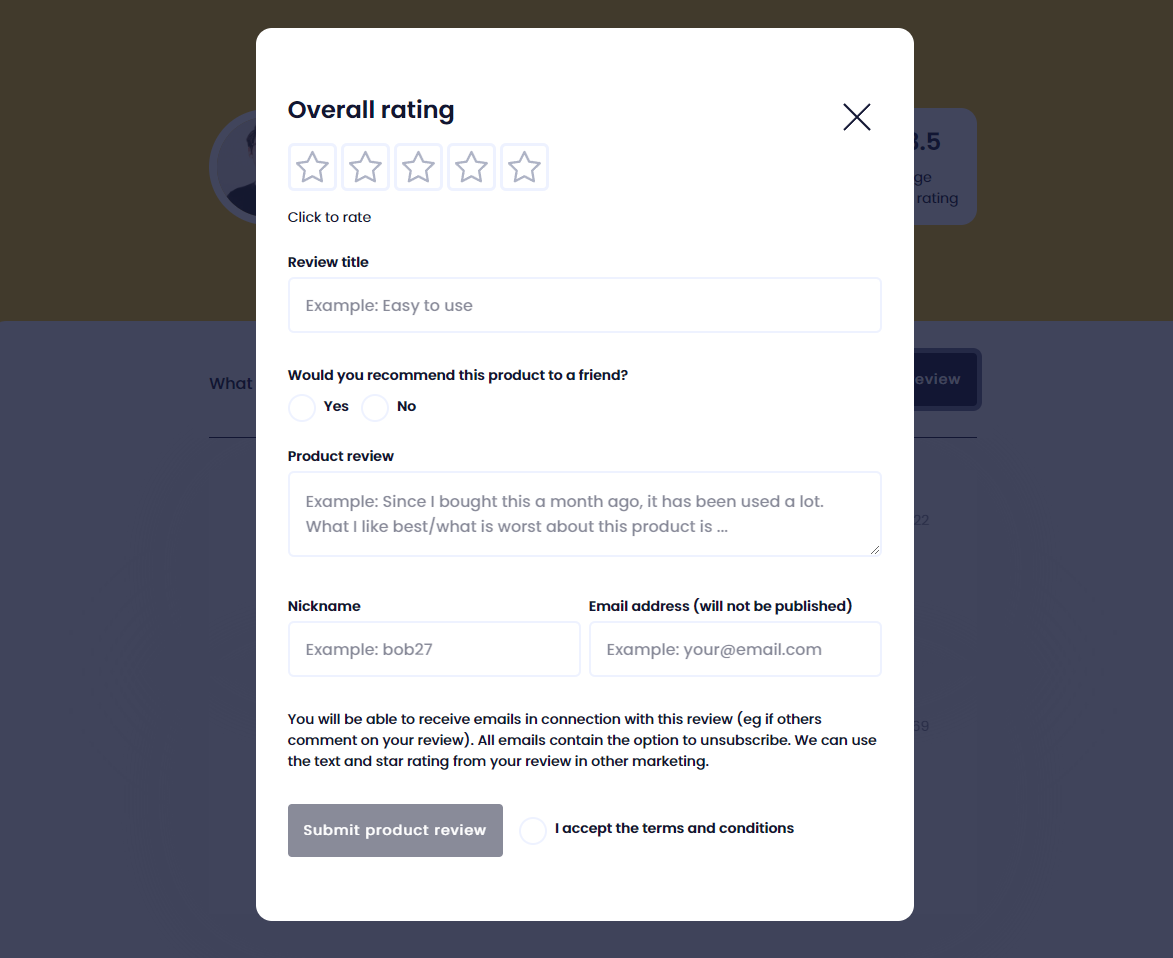 Overall rating
Click to rate
Review title
Example: Easy to use
Would you recommend this product to a friend?
Yes No
Product review
Example: Since I bought this a month ago, it has been used a lot.
What I like best/what is worst about this product is ...
Nickname Email address (will not be published)
Example: bob27 Example: your@email.com
You will be able to receive emails in connection with this review (eg if others
comment on your review). All emails contain the option to unsubscribe. We can use
the text and star rating from your review in other marketing.
Submit product review I accept the terms and conditions
.5
rating
What